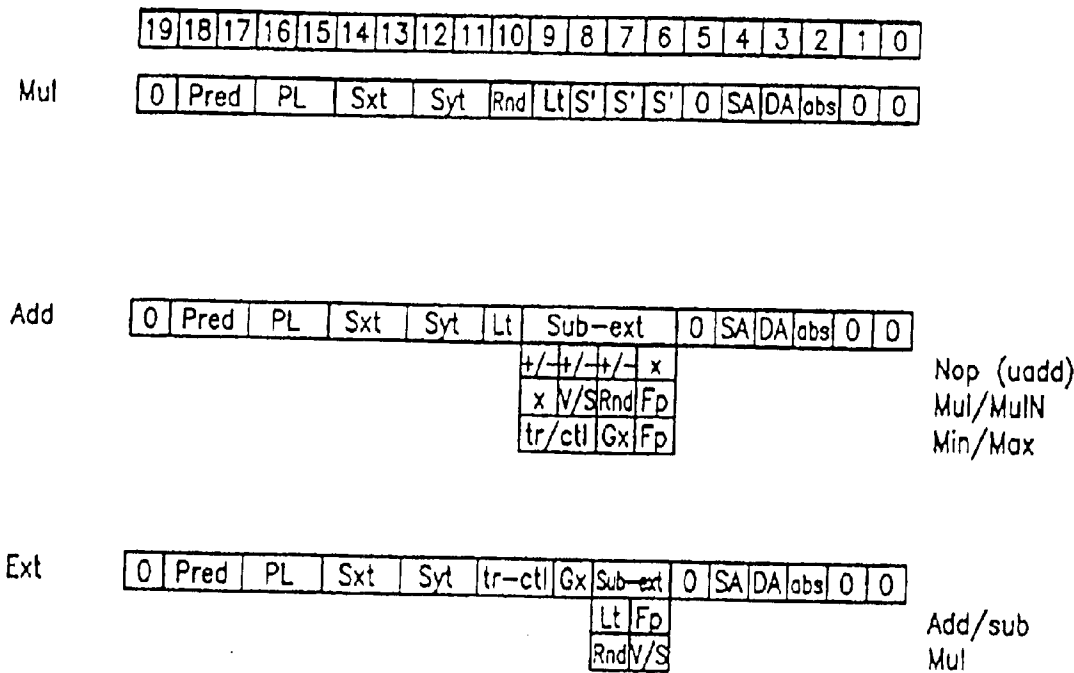 19 18 17 16 15 14 13 12 11 10 9 8 7 6 5 4 3 2 1 0
Mul 0 Pred PL Sxt Syt Rnd Lt S' S' S' 0 SA DA abs 0 0
Add 0 Pred PL Sxt Syt Lt Sub-ext 0 SA DA abs 0 0
+/- +/- +/- x Nop (uadd)
x V/S Rnd Fp Mul/MulN
tr/ctl Gx Fp Min/Max
Ext 0 Pred PL Sxt Syt tr-ctl Gx Sub-ext 0 SA DA abs 0 0
Lt Fp Add/sub
Rnd V/S Mul